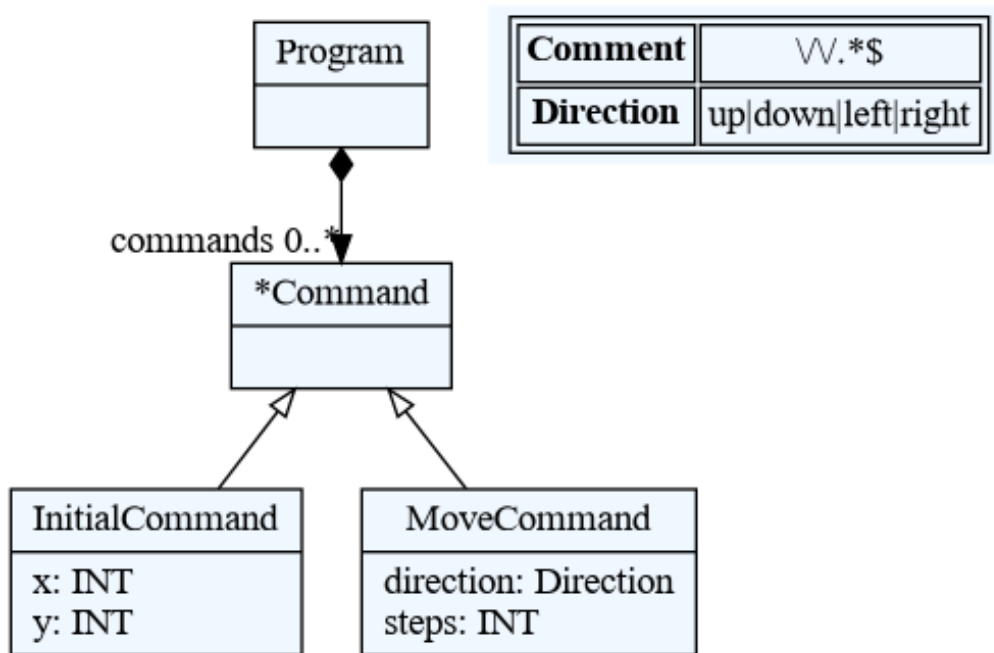 Program
Comment \/\/.*$
Direction up|down|left|right
commands 0..*
*Command
InitialCommand
x: INT
y: INT
MoveCommand
direction: Direction
steps: INT